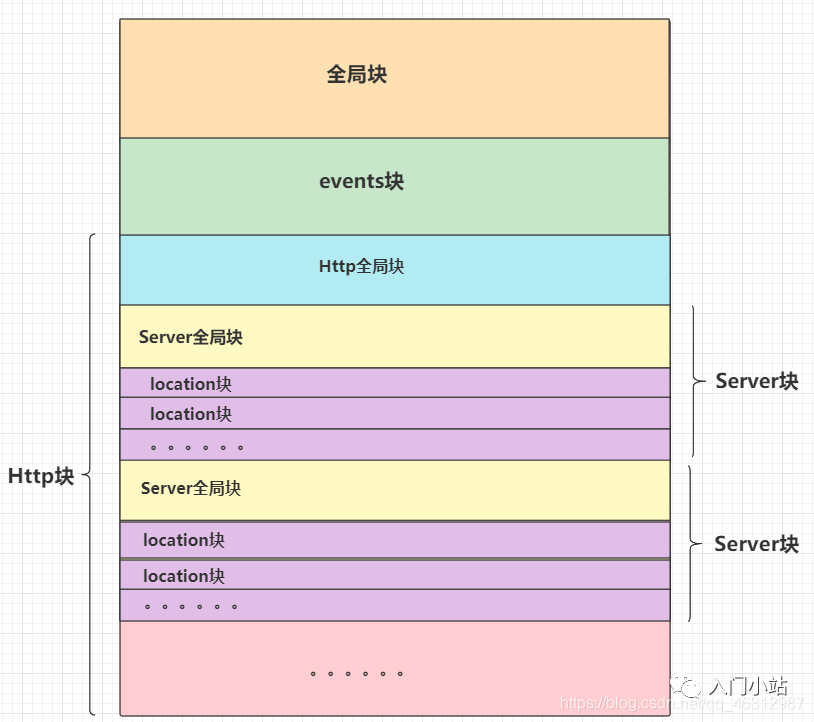 全局块
events块
Http全局块
Server全局块
location块
location块
。。。。。。
Server块
Http块
Server全局块
location块
location块
。。。。。。
Server块
。。。。。。
入门小站
https://blog.csdn.net/qq_46312987